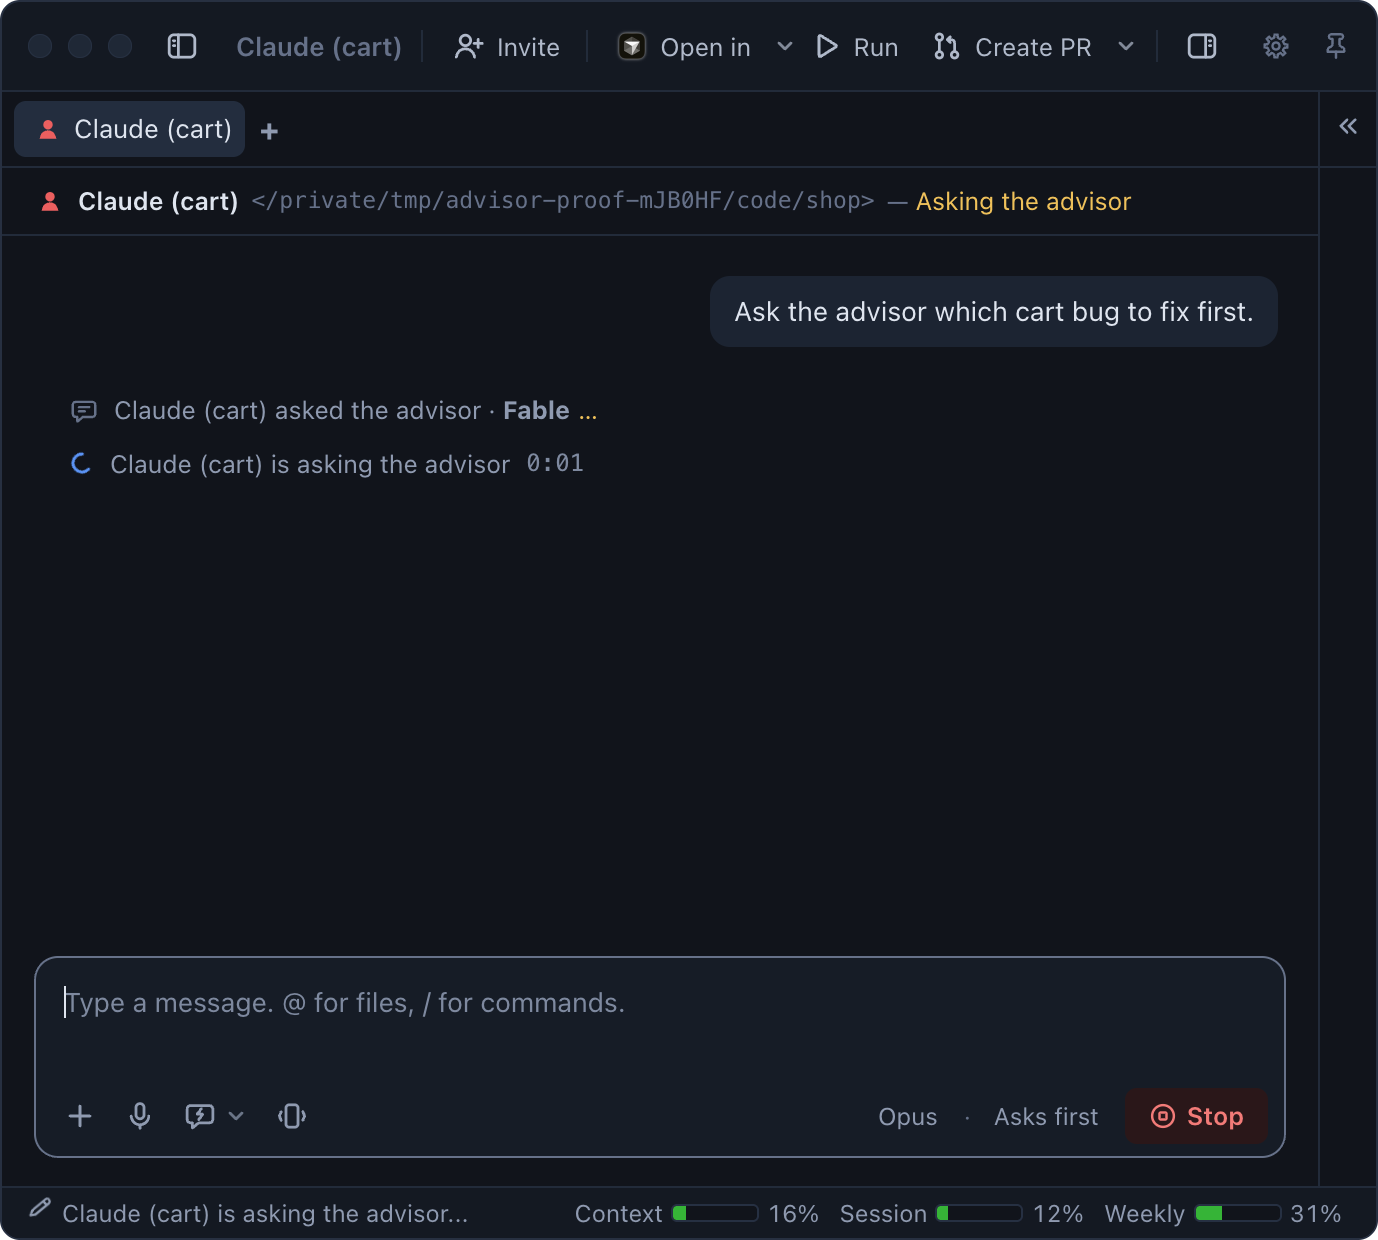 Claude (cart) Invite Open in Run Create PR
Claude (cart) +
Claude (cart) </private/tmp/advisor-proof-mJB0HF/code/shop> — Asking the advisor
Ask the advisor which cart bug to fix first.
Claude (cart) asked the advisor · Fable ...
Claude (cart) is asking the advisor 0:01
Type a message. @ for files, / for commands.
Opus · Asks first Stop
Claude (cart) is asking the advisor... Context 16% Session 12% Weekly 31%